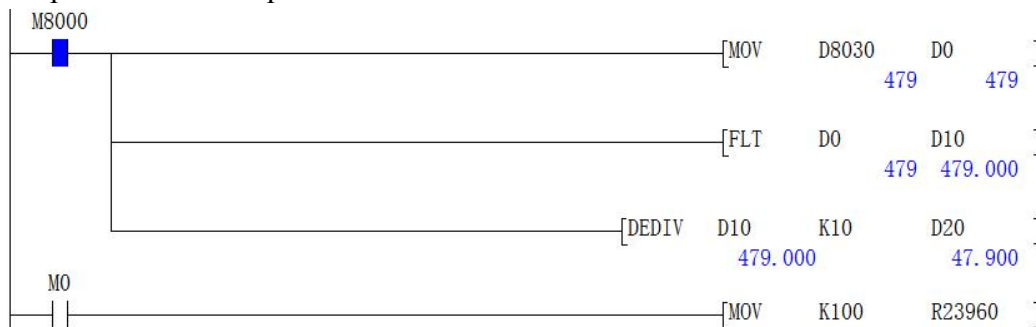 M8000
[MOV D8030 D0 ]
479 479
[FLT D0 D10 ]
479 479.000
[DEDIV D10 K10 D20 ]
479.000 47.900
M0
[MOV K100 R23960 ]